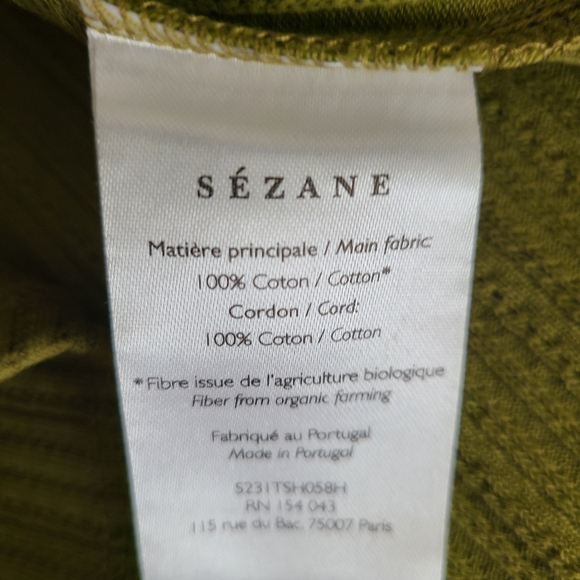 SÉZANE
Matière principale / Main fabric
100% Coton / Cotton*
Cordon / Cord:
100% Coton / Cotton
*Fibre issue de l'agriculture biologique
Fiber from organic farming
Fabriqué au Portugal
Made in Portugal
S231TSH058H
RN 154 043
115 rue du Bac, 75007 Paris